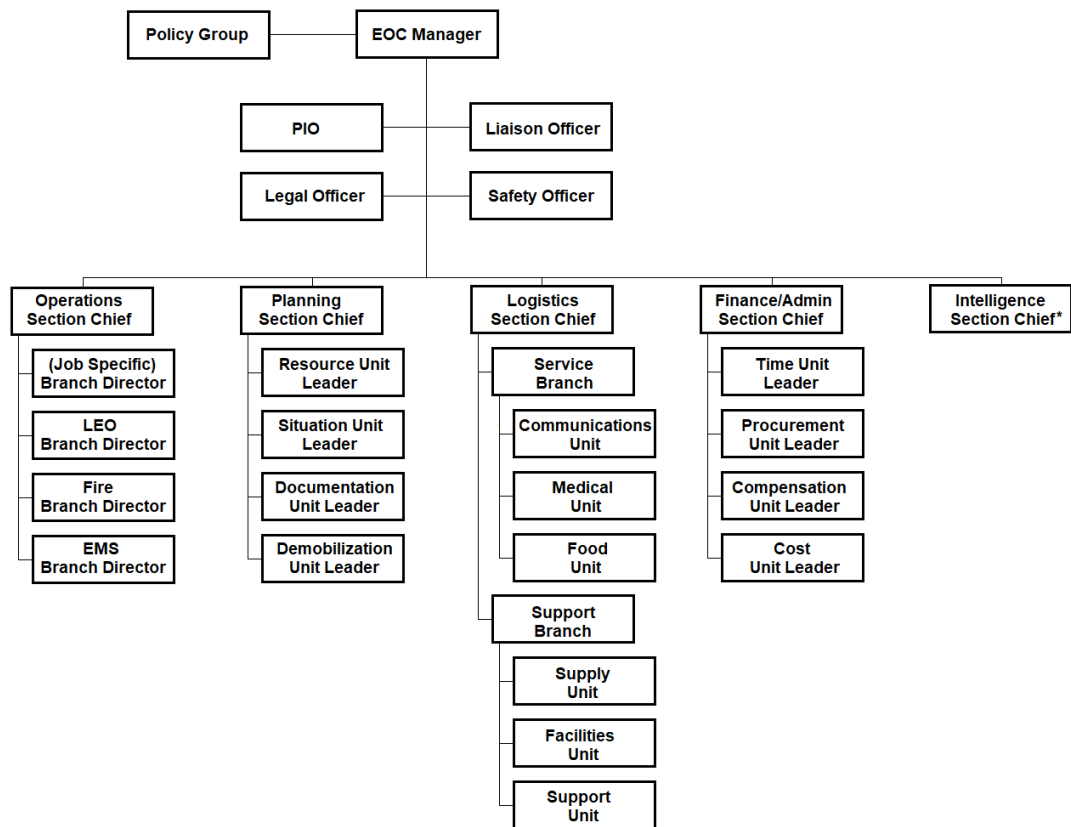 Policy Group
EOC Manager
PIO
Liaison Officer
Legal Officer
Safety Officer
Operations
Section Chief
(Job Specific)
Branch Director
LEO
Branch Director
Fire
Branch Director
EMS
Branch Director
Planning
Section Chief
Resource Unit
Leader
Situation Unit
Leader
Documentation
Unit Leader
Demobilization
Unit Leader
Logistics
Section Chief
Service
Branch
Communications
Unit
Medical
Unit
Food
Unit
Support
Branch
Supply
Unit
Facilities
Unit
Support
Unit
Finance/Admin
Section Chief
Time Unit
Leader
Procurement
Unit Leader
Compensation
Unit Leader
Cost
Unit Leader
Intelligence
Section Chief*